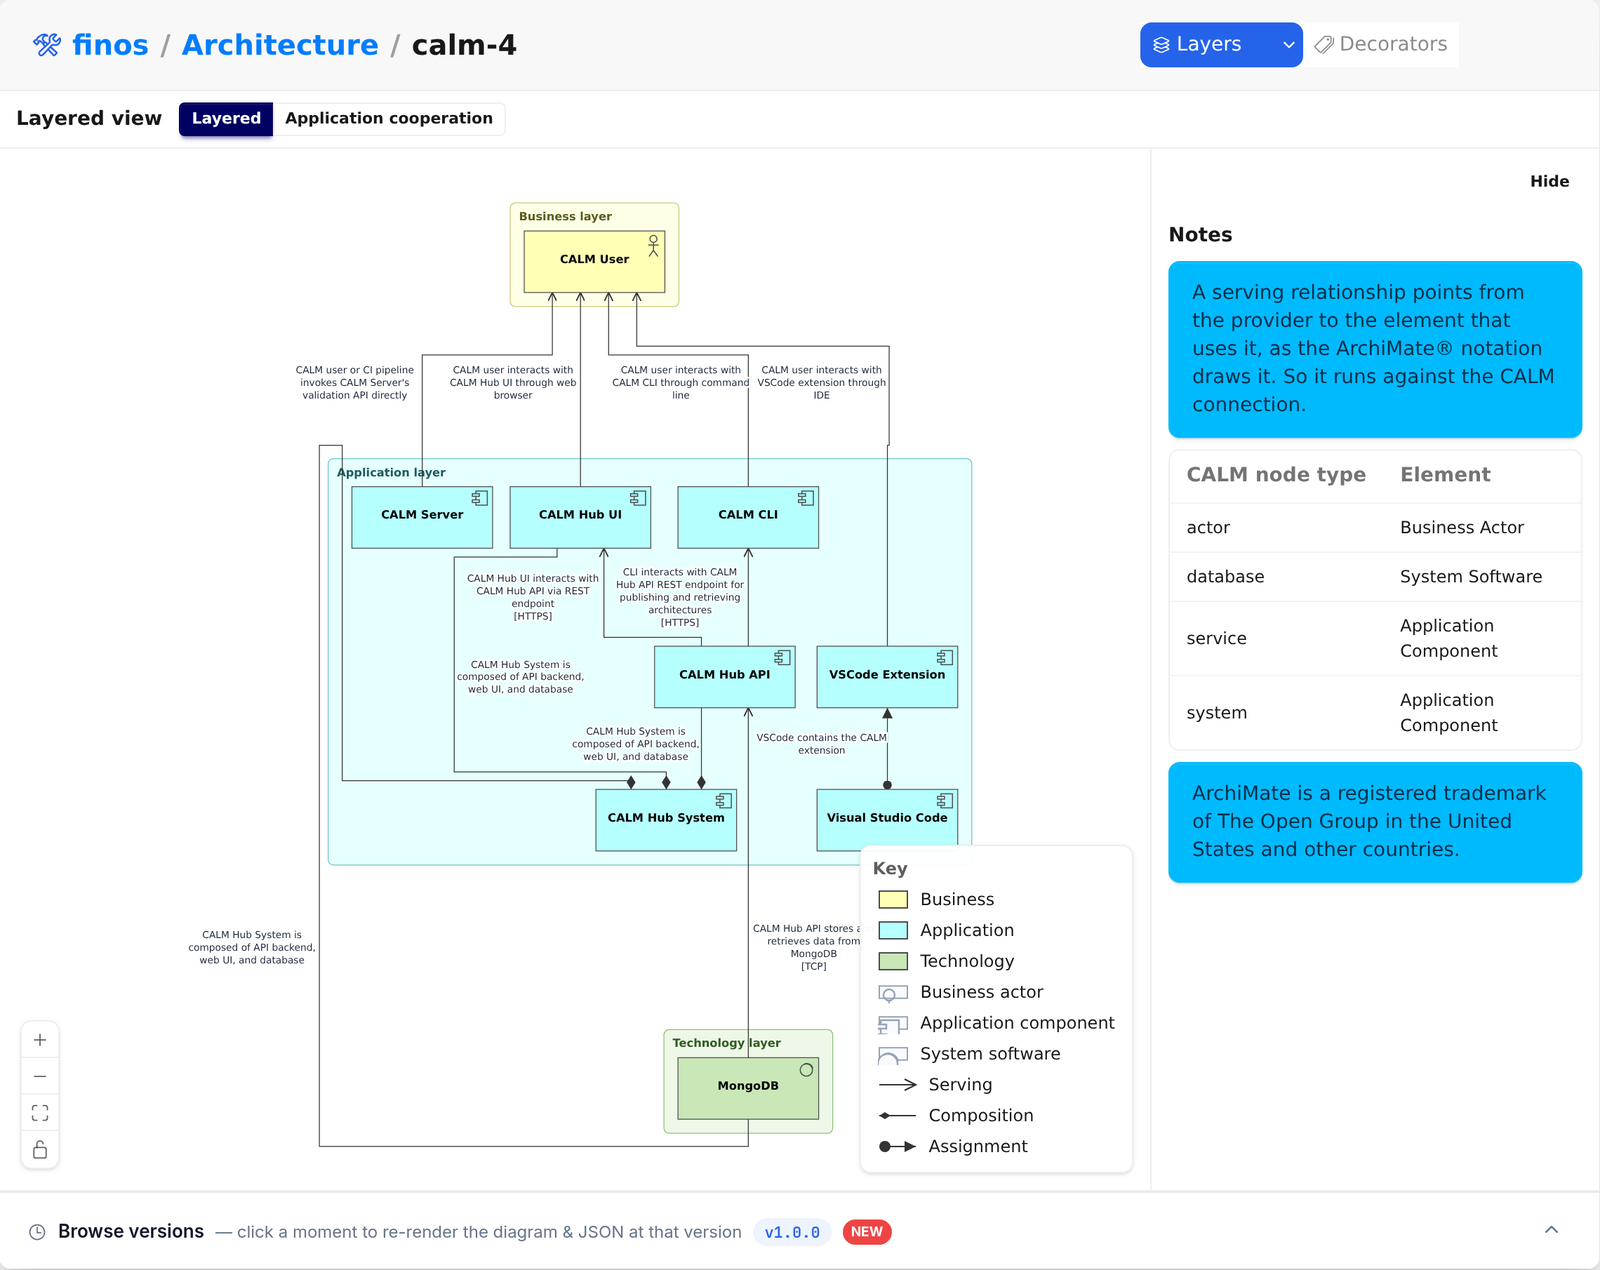 finos / Architecture / calm-4
Layers
Decorators
Layered view
Layered
Application cooperation
Hide
Business layer
CALM User
CALM user or CI pipeline
invokes CALM Server's
validation API directly
CALM user interacts with
CALM Hub UI through web
browser
CALM user interacts with
CALM CLI through command
line
CALM user interacts with
VSCode extension through
IDE
Application layer
CALM Server
CALM Hub UI
CALM CLI
CALM Hub UI interacts with
CALM Hub API via REST
endpoint
[HTTPS]
CLI interacts with CALM
Hub API REST endpoint for
publishing and retrieving
architectures
[HTTPS]
CALM Hub System is
composed of API backend,
web UI, and database
CALM Hub API
VSCode Extension
CALM Hub System is
composed of API backend,
web UI, and database
VSCode contains the CALM
extension
CALM Hub System
Visual Studio Code
CALM Hub System is
composed of API backend,
web UI, and database
CALM Hub API stores
retrieves data from
MongoDB
[TCP]
Technology layer
MongoDB
Key
Business
Application
Technology
Business actor
Application component
System software
Serving
Composition
Assignment
Notes
A serving relationship points from
the provider to the element that
uses it, as the ArchiMate® notation
draws it. So it runs against the CALM
connection.
CALM node type Element
actor Business Actor
database System Software
service Application
Component
system Application
Component
ArchiMate is a registered trademark
of The Open Group in the United
States and other countries.
Browse versions — click a moment to re-render the diagram & JSON at that version v1.0.0 NEW